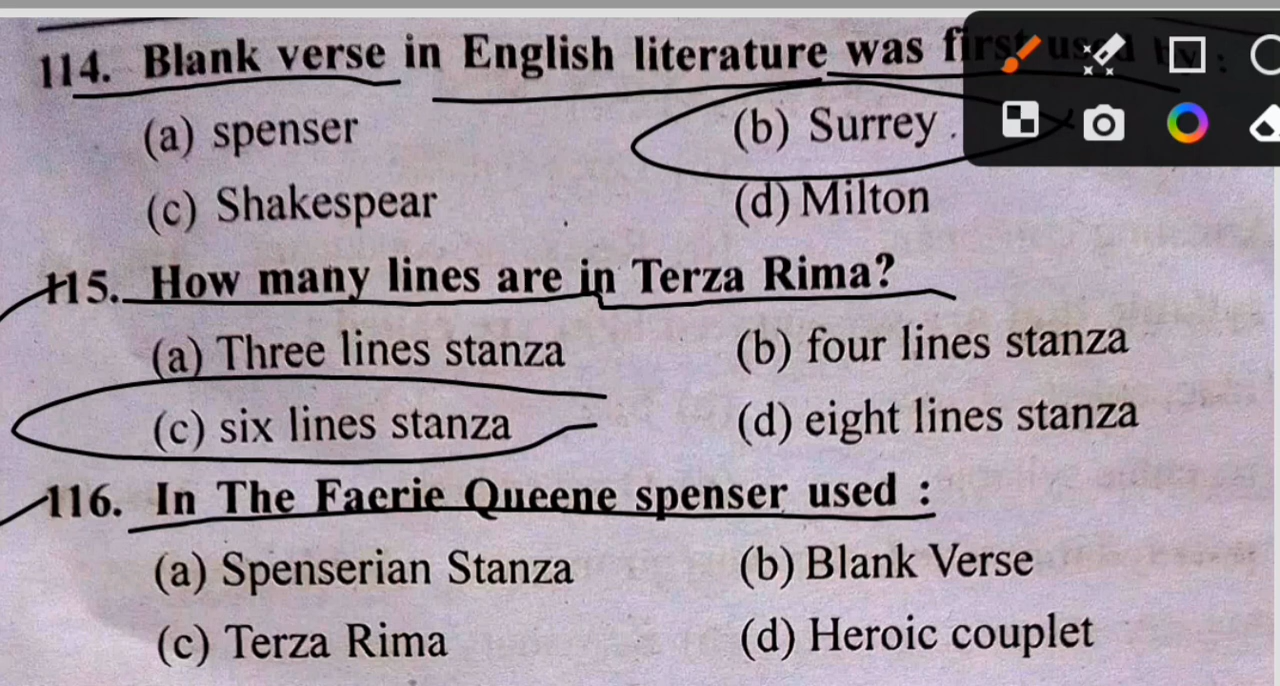 114. Blank verse in English literature was first used by :
(a) spenser (b) Surrey .
(c) Shakespear (d) Milton
115. How many lines are in Terza Rima?
(a) Three lines stanza (b) four lines stanza
(c) six lines stanza (d) eight lines stanza
116. In The Faerie Queene spenser used :
(a) Spenserian Stanza (b) Blank Verse
(c) Terza Rima (d) Heroic couplet